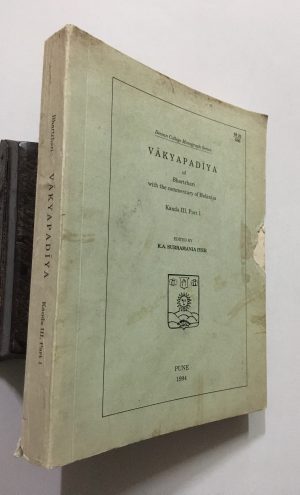 Deccan College Monograph Series
VĀKYAPADĪYA
of
Bhartṛhari
with the commentary of Helārāja
Kāṇḍa III, Part 1
EDITED BY
K.A. SUBRAMANIA IYER
PUNE
1994
Bhartṛhari
VĀKYAPADĪYA
Kāṇḍa III, Part 1